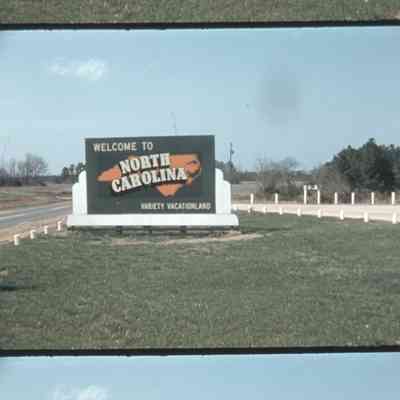 WELCOME TO
NORTH
CAROLINA
VARIETY VACATIONLAND